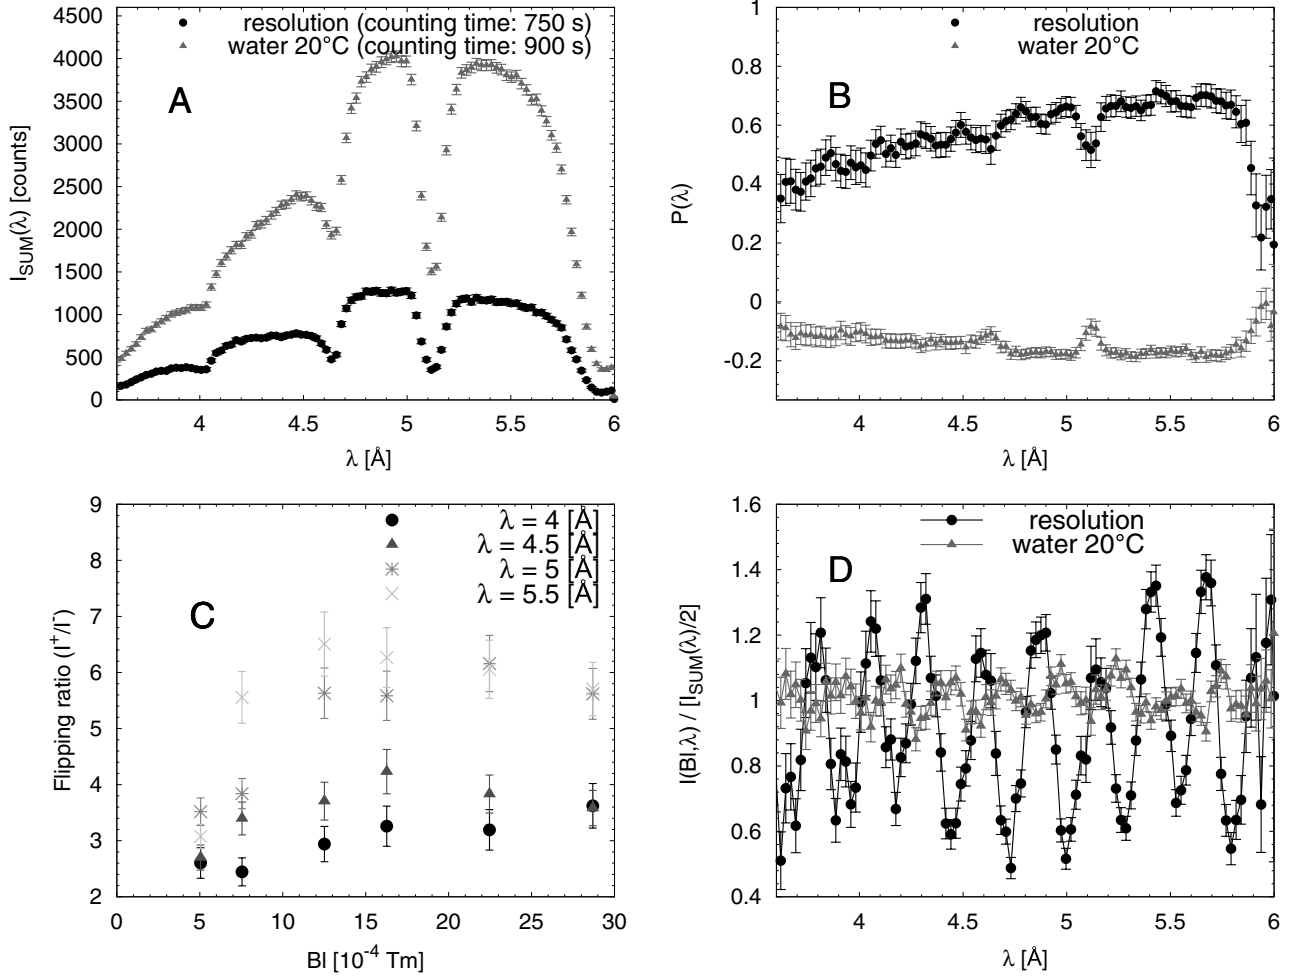 resolution (counting time: 750 s)
water 20°C (counting time: 900 s)
A
I_SUM(λ) [counts]
4500
4000
3500
3000
2500
2000
1500
1000
500
0
4
4.5
5
5.5
6
λ [Å]
resolution
water 20°C
B
P(λ)
1
0.8
0.6
0.4
0.2
0
-0.2
4
4.5
5
5.5
6
λ [Å]
λ = 4 [Å]
λ = 4.5 [Å]
λ = 5 [Å]
λ = 5.5 [Å]
C
Flipping ratio (I⁺/I⁻)
9
8
7
6
5
4
3
2
0
5
10
15
20
25
30
Bl [10⁻⁴ Tm]
resolution
water 20°C
D
I(Bl,λ) / [I_SUM(λ)/2]
1.6
1.4
1.2
1
0.8
0.6
0.4
4
4.5
5
5.5
6
λ [Å]